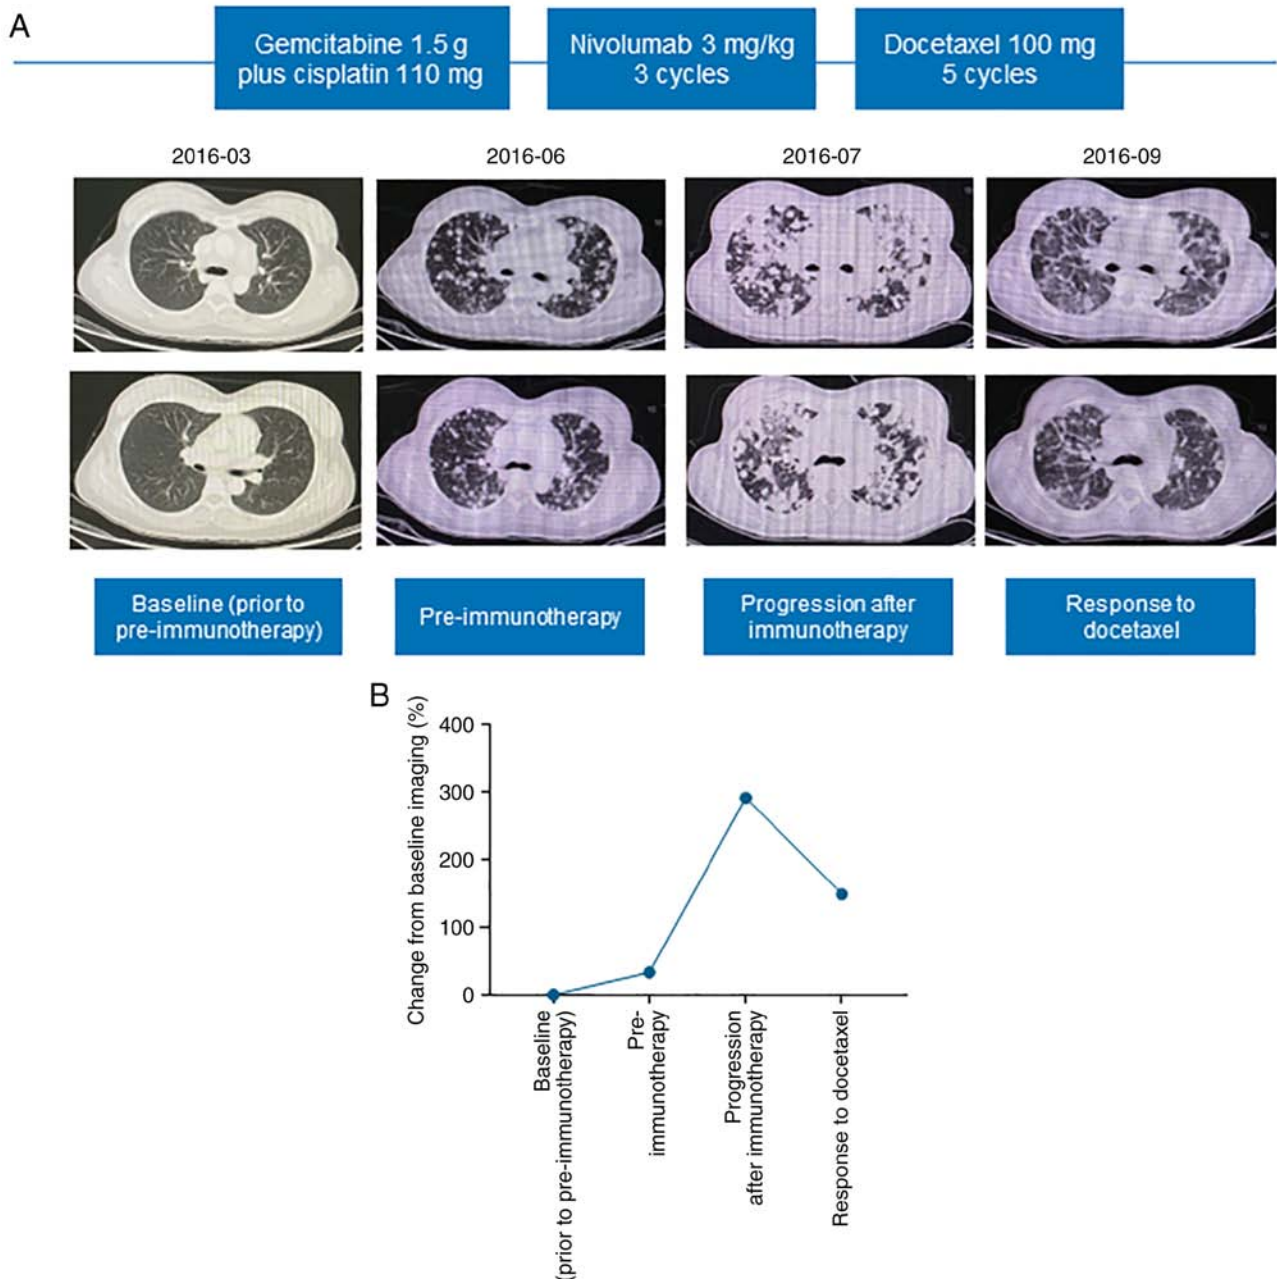 A
Gemcitabine 1.5 g
plus cisplatin 110 mg
Nivolumab 3 mg/kg
3 cycles
Docetaxel 100 mg
5 cycles
2016-03
2016-06
2016-07
2016-09
Baseline (prior to
pre-immunotherapy)
Pre-immunotherapy
Progression after
immunotherapy
Response to
docetaxel
B
Change from baseline imaging (%)
400
300
200
100
0
Baseline
(prior to pre-immunotherapy)
Pre-
immunotherapy
Progression
after immunotherapy
Response to docetaxel